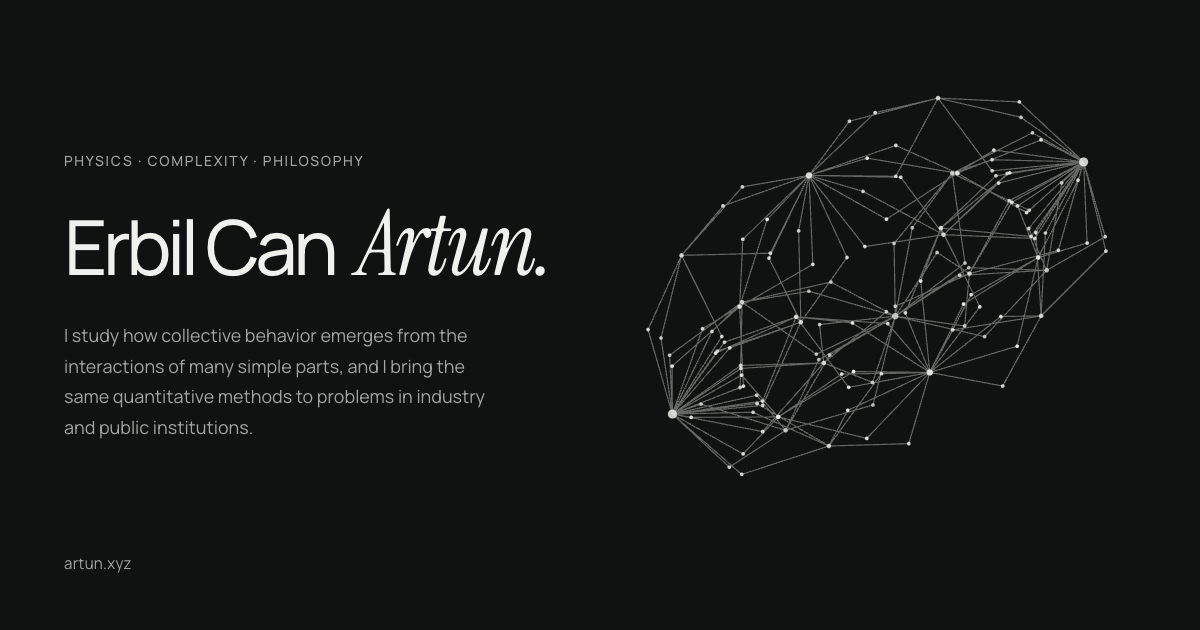 PHYSICS · COMPLEXITY · PHILOSOPHY
Erbil Can Artun.
I study how collective behavior emerges from the
interactions of many simple parts, and I bring the
same quantitative methods to problems in industry
and public institutions.
artun.xyz